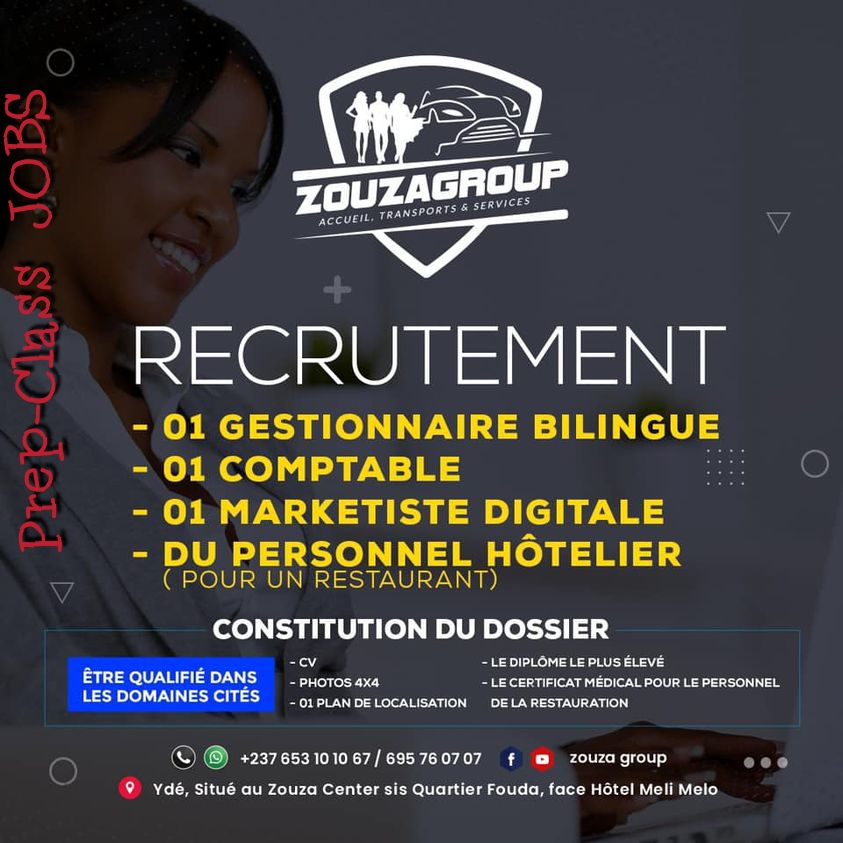 Prep-Class JOBS
ZOUZAGROUP
ACCUEIL, TRANSPORTS & SERVICES
RECRUTEMENT
- 01 GESTIONNAIRE BILINGUE
- 01 COMPTABLE
- 01 MARKETISTE DIGITALE
- DU PERSONNEL HÔTELIER
( POUR UN RESTAURANT)
CONSTITUTION DU DOSSIER
ÊTRE QUALIFIÉ DANS
LES DOMAINES CITÉS
- CV
- PHOTOS 4X4
- 01 PLAN DE LOCALISATION
- LE DIPLÔME LE PLUS ÉLEVÉ
- LE CERTIFICAT MÉDICAL POUR LE PERSONNEL
DE LA RESTAURATION
+237 653 10 10 67 / 695 76 07 07 f zouza group
Ydé, Situé au Zouza Center sis Quartier Fouda, face Hôtel Meli Melo